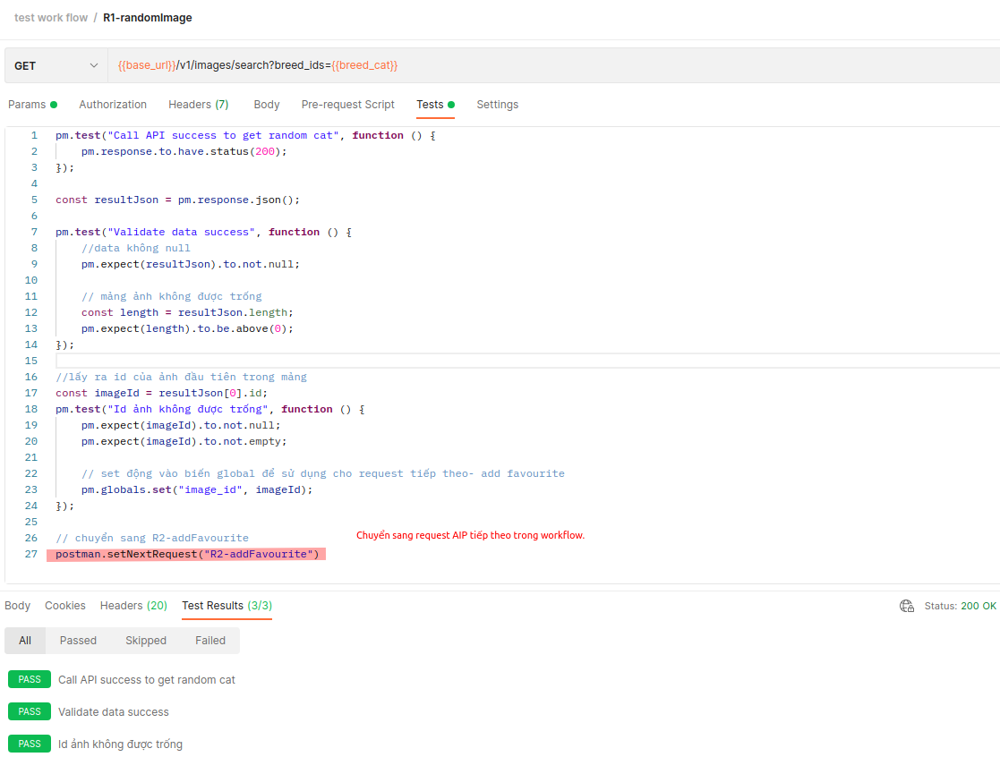 test work flow / R1-randomImage
GET {{base_url}}/v1/images/search?breed_ids={{breed_cat}}
Params Authorization Headers (7) Body Pre-request Script Tests Settings
1 pm.test("Call API success to get random cat", function () {
2 pm.response.to.have.status(200);
3 });
4
5 const resultJson = pm.response.json();
6
7 pm.test("Validate data success", function () {
8 //data không null
9 pm.expect(resultJson).to.not.null;
10
11 // mảng ảnh không được trống
12 const length = resultJson.length;
13 pm.expect(length).to.be.above(0);
14 });
15
16 //lấy ra id của ảnh đầu tiên trong mảng
17 const imageId = resultJson[0].id;
18 pm.test("Id ảnh không được trống", function () {
19 pm.expect(imageId).to.not.null;
20 pm.expect(imageId).to.not.empty;
21
22 // set động vào biến global để sử dụng cho request tiếp theo- add favourite
23 pm.globals.set("image_id", imageId);
24 });
25
26 // chuyển sang R2-addFavourite
Chuyển sang request AIP tiếp theo trong workflow.
27 postman.setNextRequest("R2-addFavourite")
Body Cookies Headers (20) Test Results (3/3) Status: 200 OK
All Passed Skipped Failed
PASS Call API success to get random cat
PASS Validate data success
PASS Id ảnh không được trống